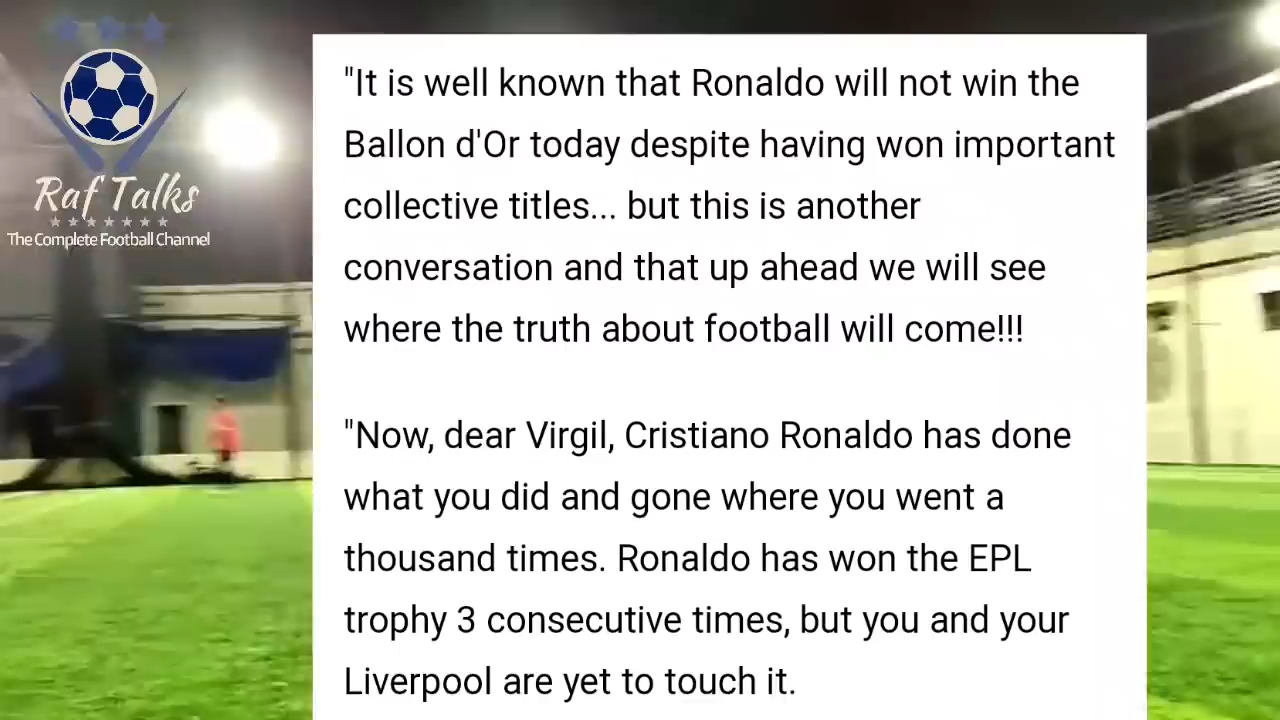 Raf Talks
The Complete Football Channel
"It is well known that Ronaldo will not win the
Ballon d'Or today despite having won important
collective titles... but this is another
conversation and that up ahead we will see
where the truth about football will come!!!
"Now, dear Virgil, Cristiano Ronaldo has done
what you did and gone where you went a
thousand times. Ronaldo has won the EPL
trophy 3 consecutive times, but you and your
Liverpool are yet to touch it.